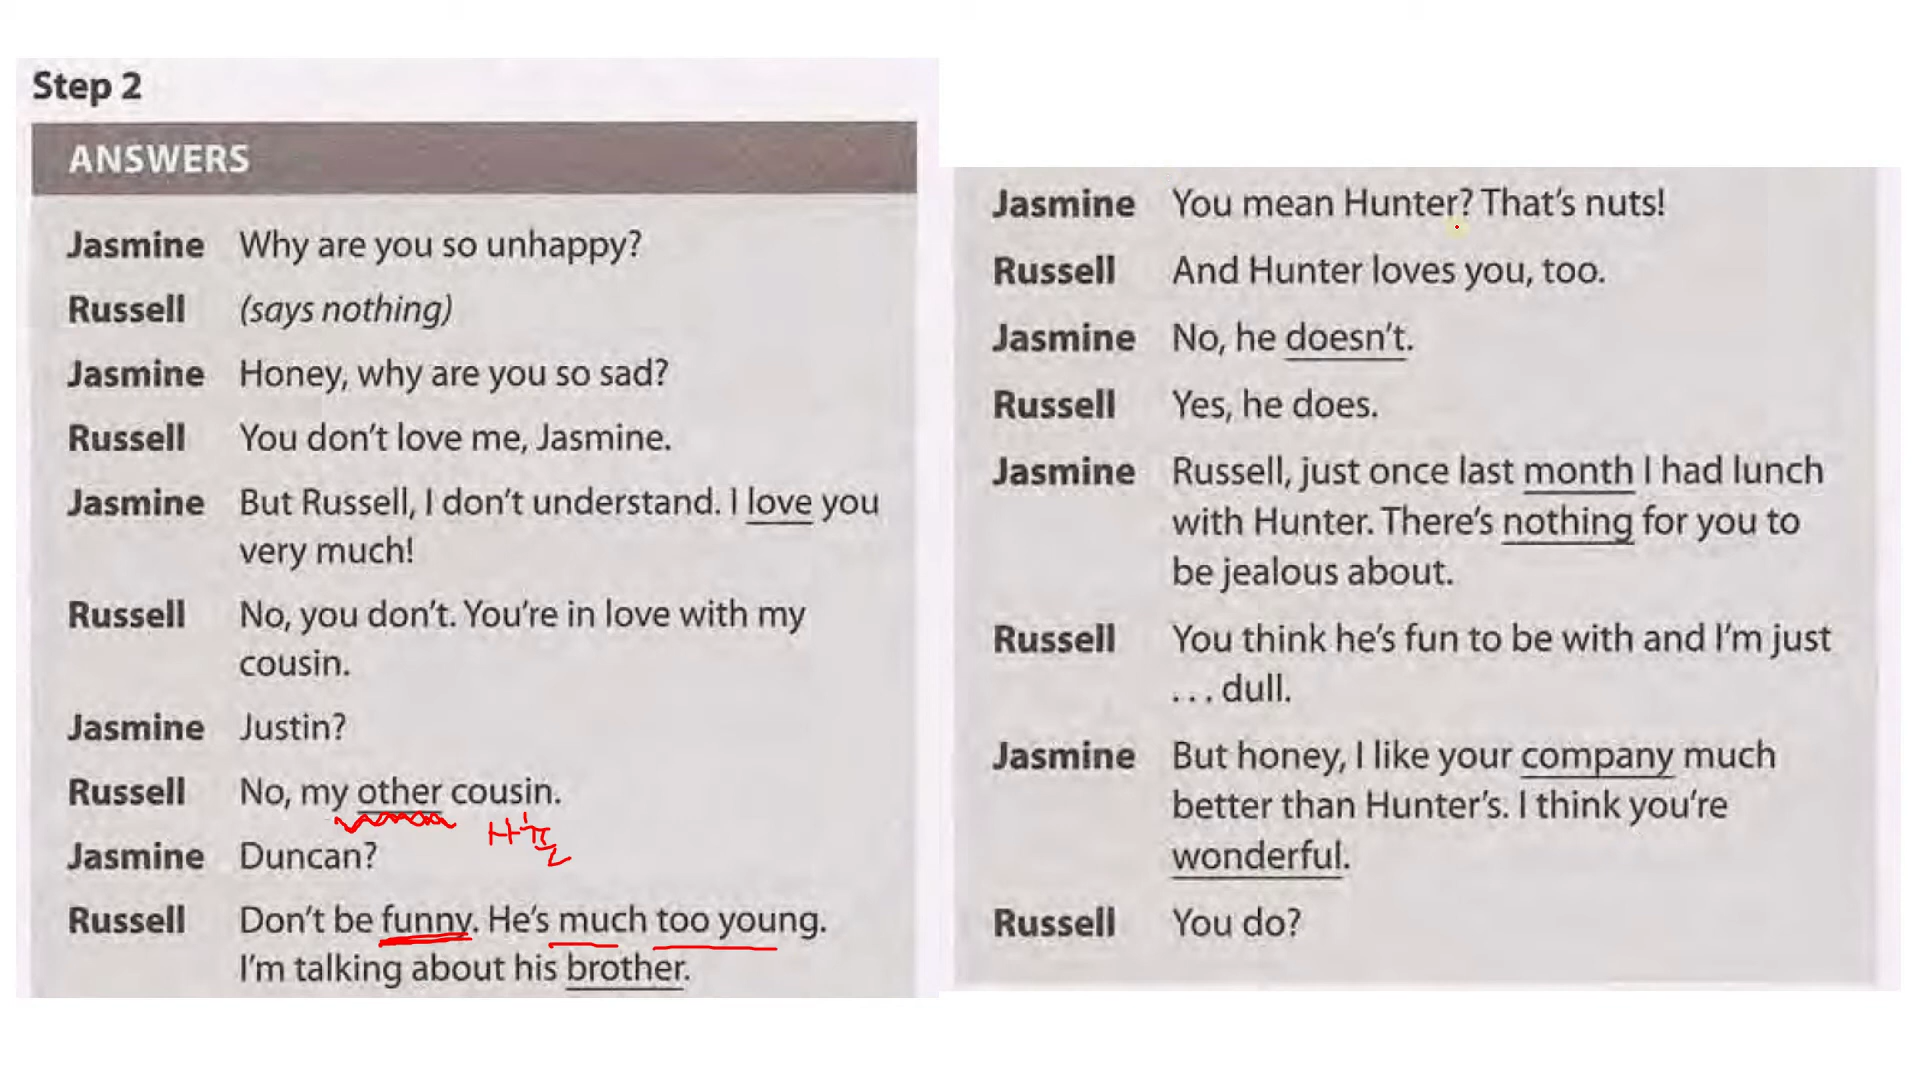 Step 2
ANSWERS
Jasmine Why are you so unhappy?
Russell (says nothing)
Jasmine Honey, why are you so sad?
Russell You don't love me, Jasmine.
Jasmine But Russell, I don't understand. I love you
very much!
Russell No, you don't. You're in love with my
cousin.
Jasmine Justin?
Russell No, my other cousin.
Jasmine Duncan?
Russell Don't be funny. He's much too young.
I'm talking about his brother.
Jasmine You mean Hunter? That's nuts!
Russell And Hunter loves you, too.
Jasmine No, he doesn't.
Russell Yes, he does.
Jasmine Russell, just once last month I had lunch
with Hunter. There's nothing for you to
be jealous about.
Russell You think he's fun to be with and I'm just
... dull.
Jasmine But honey, I like your company much
better than Hunter's. I think you're
wonderful.
Russell You do?